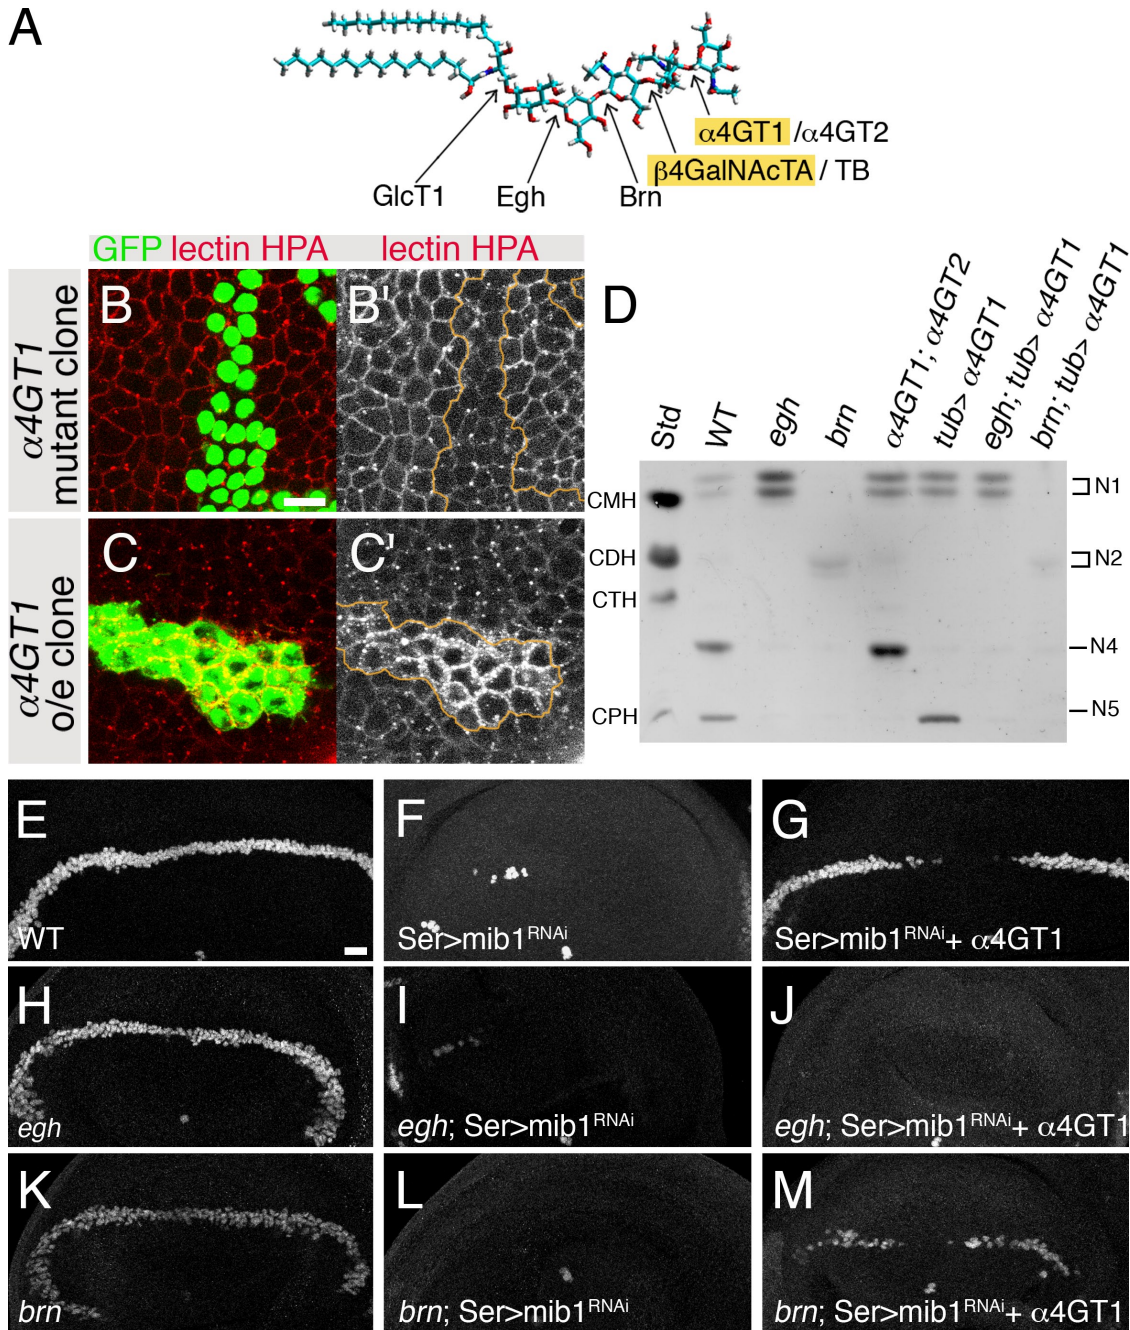 A
α4GT1 /α4GT2
β4GalNAcTA / TB
GlcT1 Egh Brn
GFP lectin HPA lectin HPA
α4GT1
mutant clone
B B'
α4GT1
o/e clone
C C'
D
Std WT egh brn α4GT1; α4GT2 tub> α4GT1 egh; tub> α4GT1 brn; tub> α4GT1
CMH N1
CDH N2
CTH
N4
CPH N5
E F G
WT Ser>mib1RNAi Ser>mib1RNAi+ α4GT1
H I J
egh egh; Ser>mib1RNAi egh; Ser>mib1RNAi+ α4GT1
K L M
brn brn; Ser>mib1RNAi brn; Ser>mib1RNAi+ α4GT1